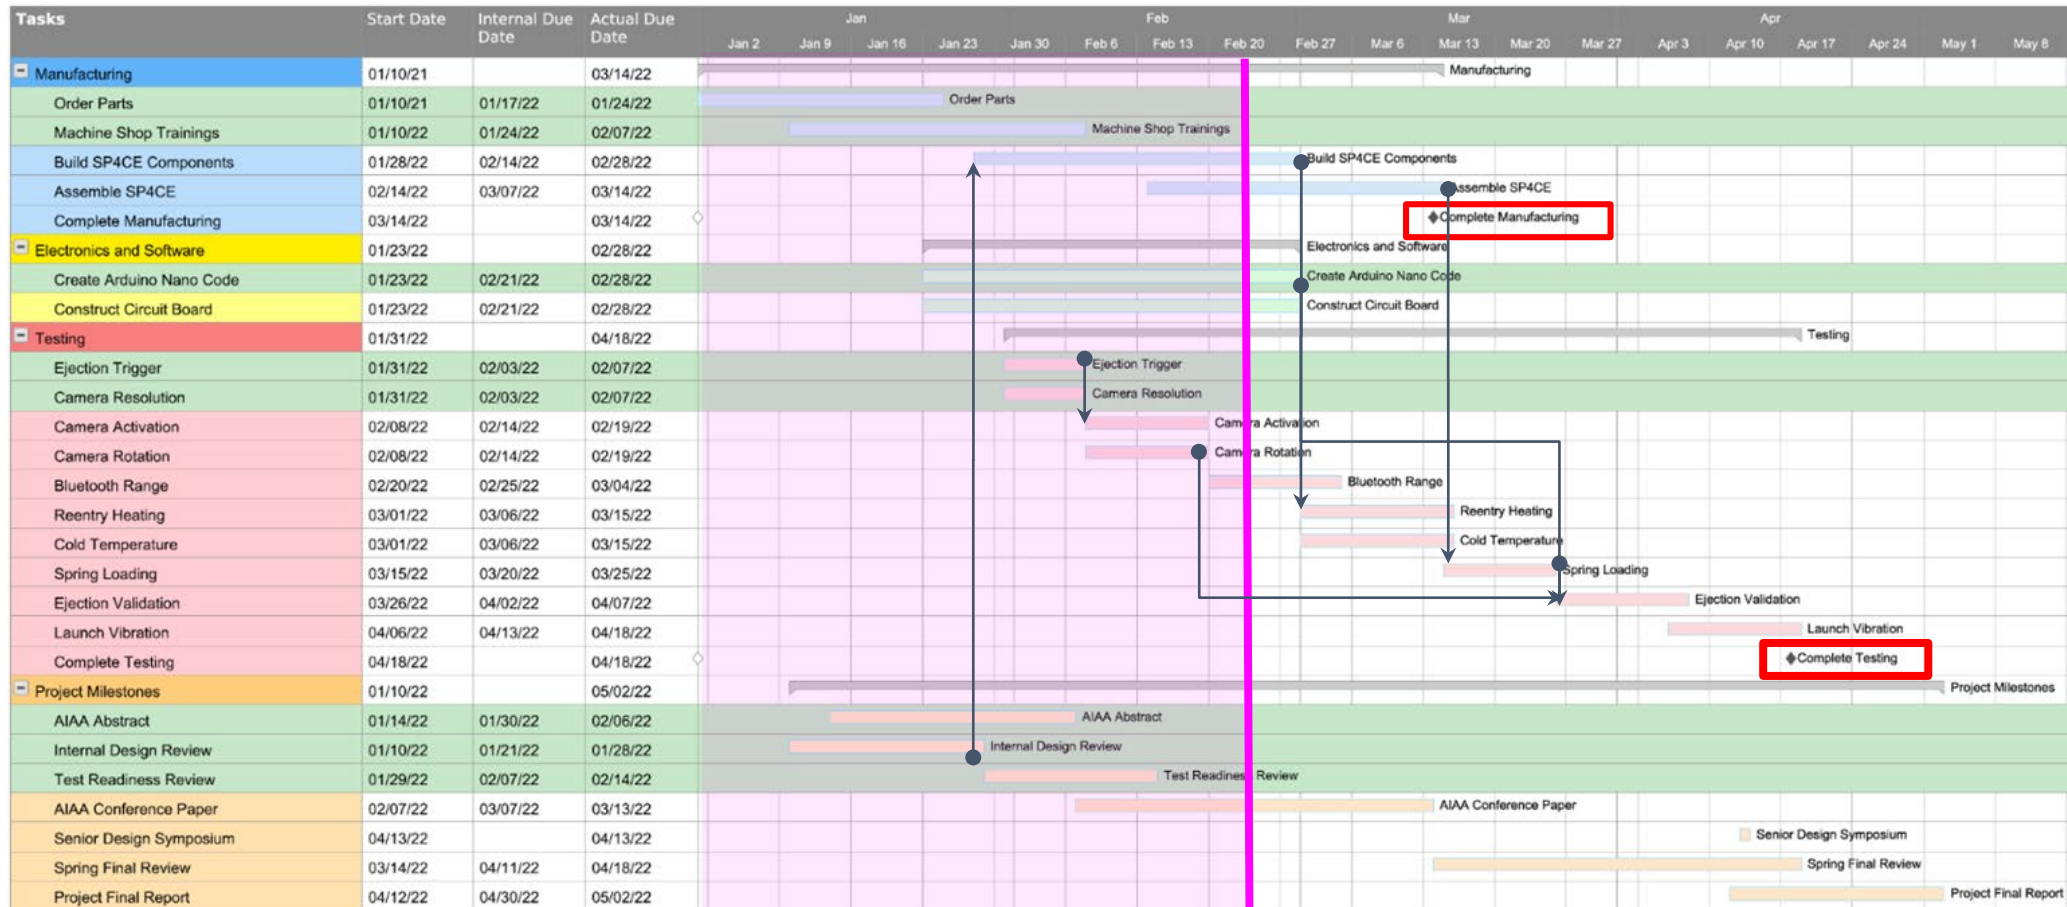 Tasks Start Date Internal Due Date Actual Due Date Jan Feb Mar Apr
Jan 2 Jan 9 Jan 16 Jan 23 Jan 30 Feb 6 Feb 13 Feb 20 Feb 27 Mar 6 Mar 13 Mar 20 Mar 27 Apr 3 Apr 10 Apr 17 Apr 24 May 1 May 8
Manufacturing 01/10/21 03/14/22 Manufacturing
Order Parts 01/10/21 01/17/22 01/24/22 Order Parts
Machine Shop Trainings 01/10/22 01/24/22 02/07/22 Machine Shop Trainings
Build SP4CE Components 01/28/22 02/14/22 02/28/22 Build SP4CE Components
Assemble SP4CE 02/14/22 03/07/22 03/14/22 Assemble SP4CE
Complete Manufacturing 03/14/22 03/14/22 Complete Manufacturing
Electronics and Software 01/23/22 02/28/22 Electronics and Software
Create Arduino Nano Code 01/23/22 02/21/22 02/28/22 Create Arduino Nano Code
Construct Circuit Board 01/23/22 02/21/22 02/28/22 Construct Circuit Board
Testing 01/31/22 04/18/22 Testing
Ejection Trigger 01/31/22 02/03/22 02/07/22 Ejection Trigger
Camera Resolution 01/31/22 02/03/22 02/07/22 Camera Resolution
Camera Activation 02/08/22 02/14/22 02/19/22 Camera Activation
Camera Rotation 02/08/22 02/14/22 02/19/22 Camera Rotation
Bluetooth Range 02/20/22 02/25/22 03/04/22 Bluetooth Range
Reentry Heating 03/01/22 03/06/22 03/15/22 Reentry Heating
Cold Temperature 03/01/22 03/06/22 03/15/22 Cold Temperature
Spring Loading 03/15/22 03/20/22 03/25/22 Spring Loading
Ejection Validation 03/26/22 04/02/22 04/07/22 Ejection Validation
Launch Vibration 04/06/22 04/13/22 04/18/22 Launch Vibration
Complete Testing 04/18/22 04/18/22 Complete Testing
Project Milestones 01/10/22 05/02/22 Project Milestones
AIAA Abstract 01/14/22 01/30/22 02/06/22 AIAA Abstract
Internal Design Review 01/10/22 01/21/22 01/28/22 Internal Design Review
Test Readiness Review 01/29/22 02/07/22 02/14/22 Test Readiness Review
AIAA Conference Paper 02/07/22 03/07/22 03/13/22 AIAA Conference Paper
Senior Design Symposium 04/13/22 04/13/22 Senior Design Symposium
Spring Final Review 03/14/22 04/11/22 04/18/22 Spring Final Review
Project Final Report 04/12/22 04/30/22 05/02/22 Project Final Report